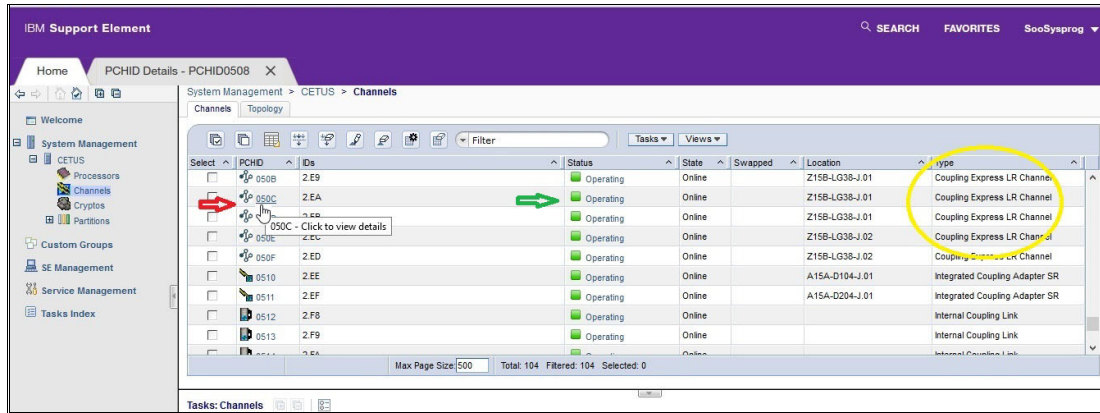 IBM Support Element SEARCH FAVORITES SooSysprog
Home PCHID Details - PCHID0508 X
System Management > CETUS > Channels
Channels Topology
Welcome
System Management
CETUS
Processors
Channels
Cryptos
Partitions
Custom Groups
SE Management
Service Management
Tasks Index
Filter Tasks Views
Select PCHID IDs Status State Swapped Location Type
050B 2.E9 Operating Online Z15B-LG38-J.01 Coupling Express LR Channel
050C 2.EA Operating Online Z15B-LG38-J.01 Coupling Express LR Channel
Operating Online Z15B-LG38-J.01 Coupling Express LR Channel
050C - Click to view details
050E 2.EC Operating Online Z15B-LG38-J.02 Coupling Express LR Channel
050F 2.ED Operating Online Z15B-LG38-J.02 Coupling Express LR Channel
0510 2.EE Operating Online A15A-D104-J.01 Integrated Coupling Adapter SR
0511 2.EF Operating Online A15A-D204-J.01 Integrated Coupling Adapter SR
0512 2.F8 Operating Online Internal Coupling Link
0513 2.F9 Operating Online Internal Coupling Link
Max Page Size: 500 Total: 104 Filtered: 104 Selected: 0
Tasks: Channels